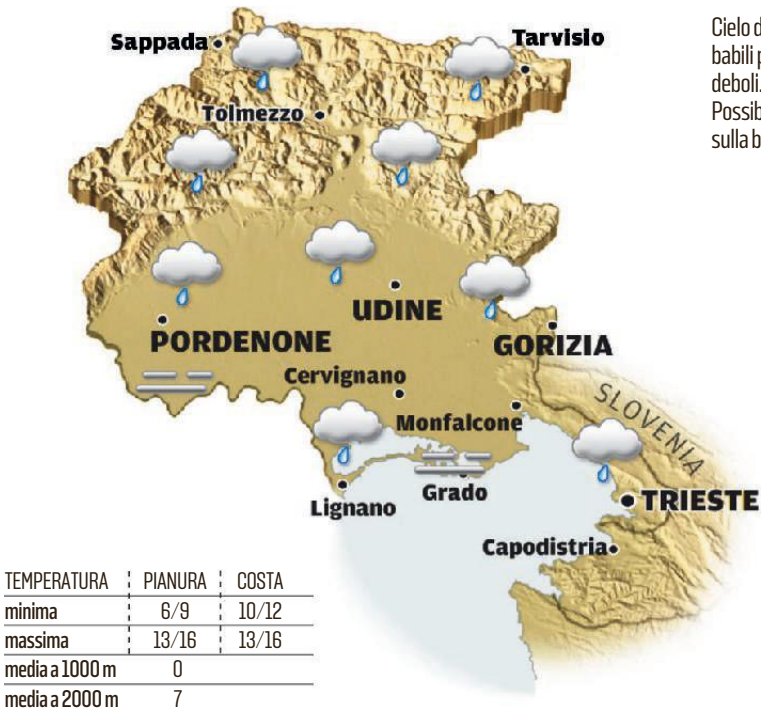 Sappada
Tarvisio
Tolmezzo
UDINE
PORDENONE
GORIZIA
Cervignano
Monfalcone
SLOVENIA
Lignano
Grado
TRIESTE
Capodistria
Cielo d
babili p
deboli.
Possib
sulla b
TEMPERATURA PIANURA COSTA
minima 6/9 10/12
massima 13/16 13/16
media a 1000 m 0
media a 2000 m 7